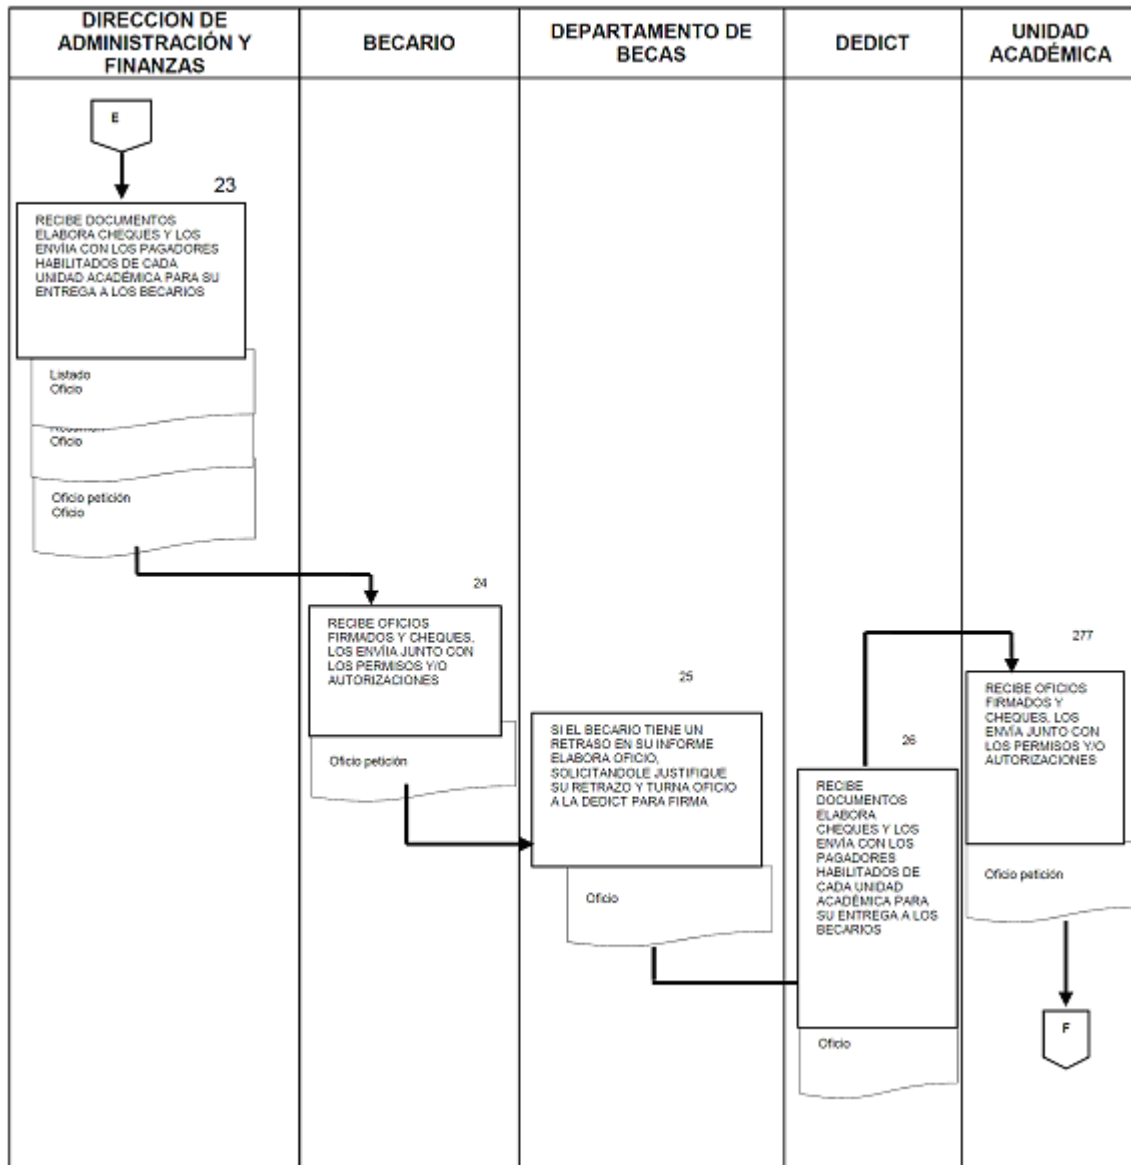 DIRECCION DE
ADMINISTRACIÓN Y
FINANZAS
BECARIO
DEPARTAMENTO DE
BECAS
DEDICT
UNIDAD
ACADÉMICA
E
23
RECIBE DOCUMENTOS
ELABORA CHEQUES Y LOS
ENVÍIA CON LOS PAGADORES
HABILITADOS DE CADA
UNIDAD ACADÉMICA PARA SU
ENTREGA A LOS BECARIOS
Listado
Oficio
Oficio
Oficio petición
Oficio
24
RECIBE OFICIOS
FIRMADOS Y CHEQUES,
LOS ENVÍIA JUNTO CON
LOS PERMISOS Y/O
AUTORIZACIONES
Oficio petición
25
SI EL BECARIO TIENE UN
RETRASO EN SU INFORME
ELABORA OFICIO,
SOLICITANDOLE JUSTIFIQUE
SU RETRAZO Y TURNA OFICIO
A LA DEDICT PARA FIRMA
Oficio
26
RECIBE
DOCUMENTOS
ELABORA
CHEQUES Y LOS
ENVÍA CON LOS
PAGADORES
HABILITADOS DE
CADA UNIDAD
ACADÉMICA PARA
SU ENTREGA A LOS
BECARIOS
Oficio
277
RECIBE OFICIOS
FIRMADOS Y
CHEQUES, LOS
ENVÍA JUNTO CON
LOS PERMISOS Y/O
AUTORIZACIONES
Oficio petición
F